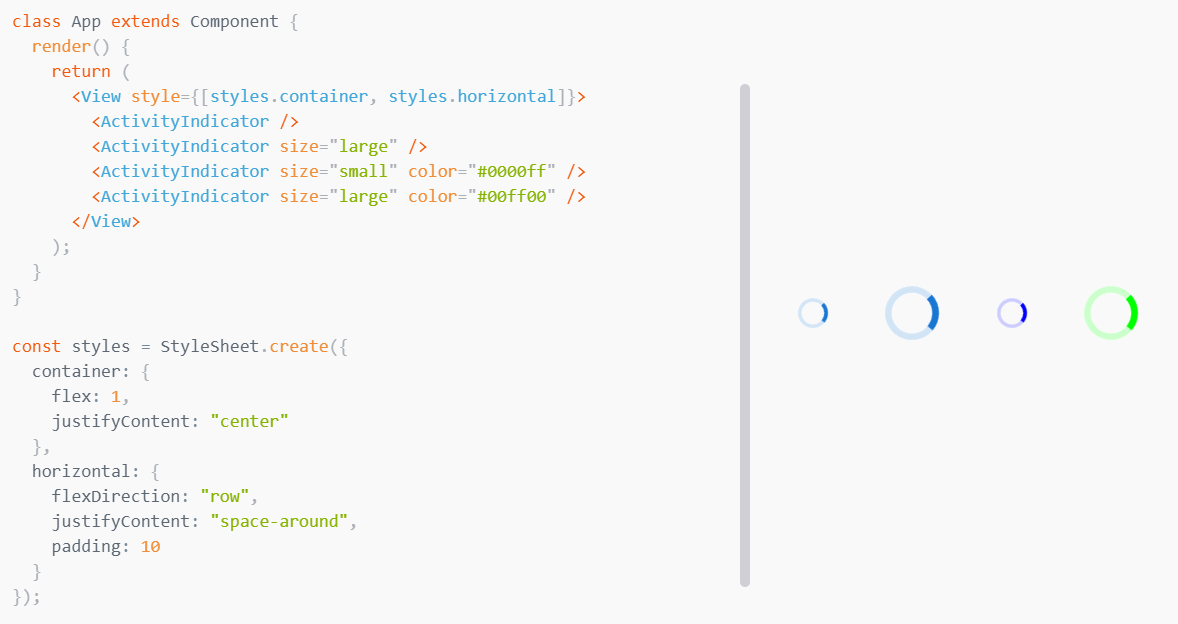 class App extends Component {
  render() {
    return (
      <View style={[styles.container, styles.horizontal]}>
        <ActivityIndicator />
        <ActivityIndicator size="large" />
        <ActivityIndicator size="small" color="#0000ff" />
        <ActivityIndicator size="large" color="#00ff00" />
      </View>
    );
  }
}

const styles = StyleSheet.create({
  container: {
    flex: 1,
    justifyContent: "center"
  },
  horizontal: {
    flexDirection: "row",
    justifyContent: "space-around",
    padding: 10
  }
});